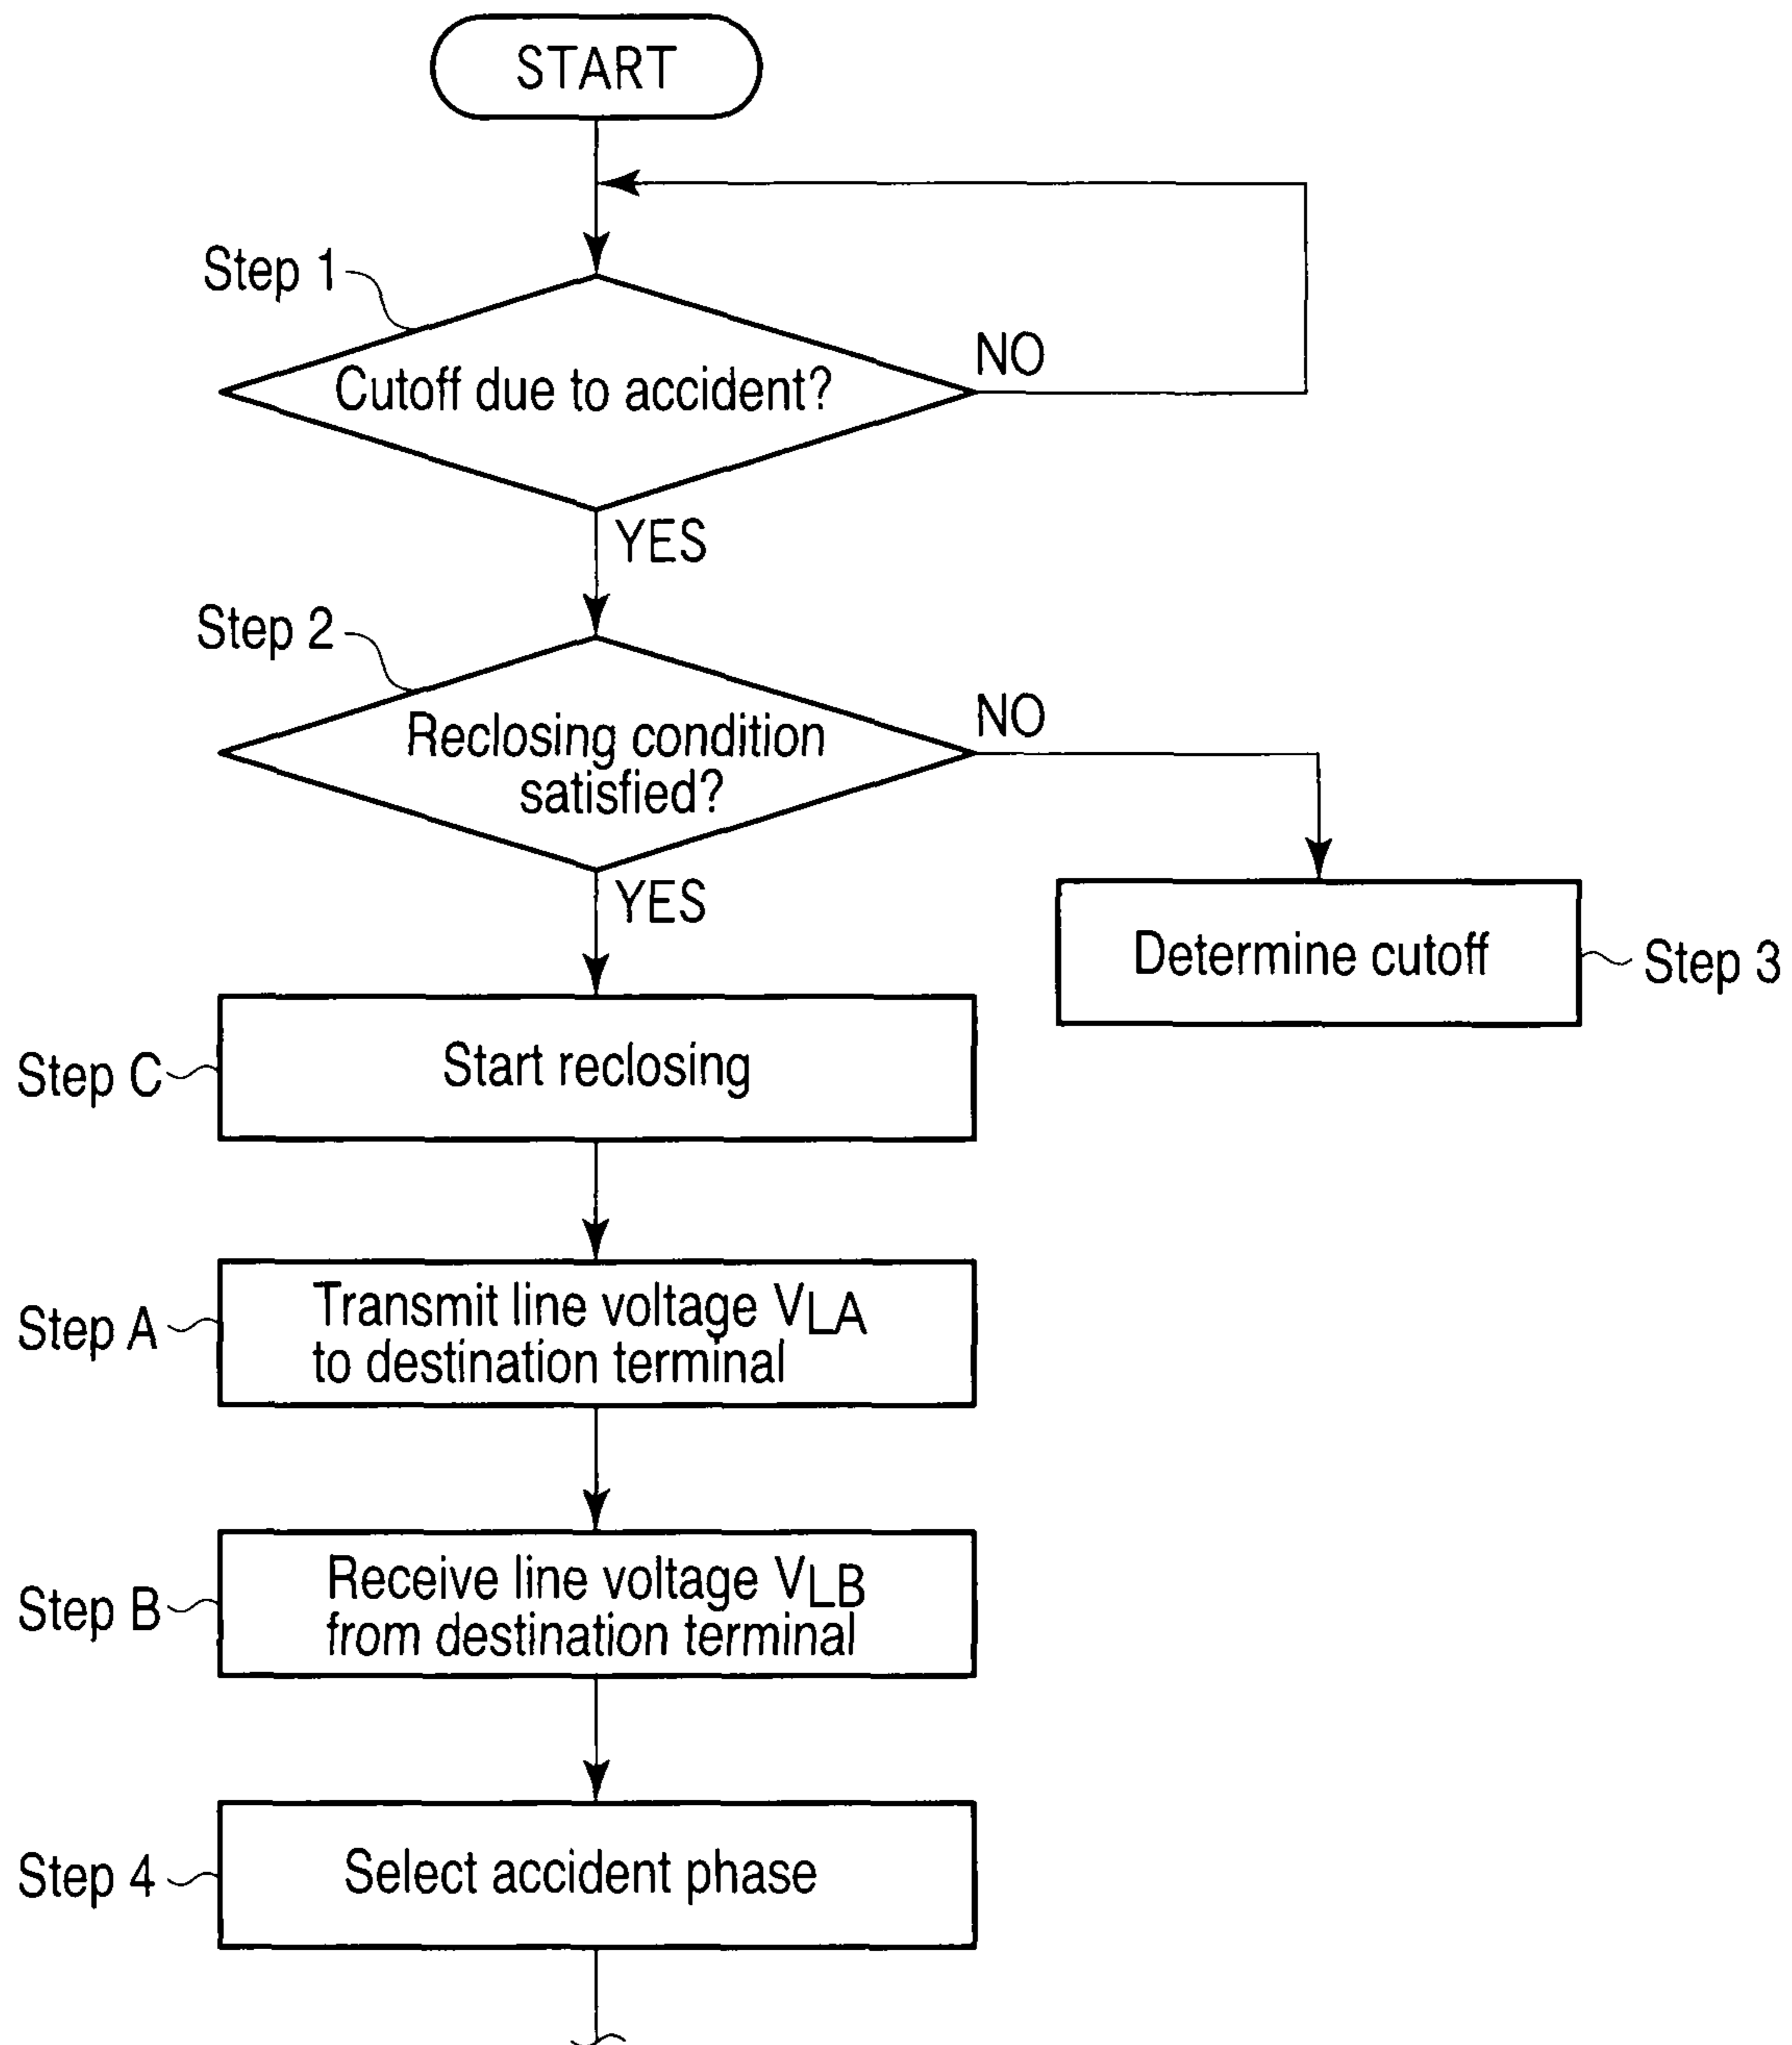 START
Step 1
Cutoff due to accident?
NO
YES
Step 2
Reclosing condition
satisfied?
NO
YES
Determine cutoff
Step 3
Step C
Start reclosing
Step A
Transmit line voltage VLA
to destination terminal
Step B
Receive line voltage VLB
from destination terminal
Step 4
Select accident phase